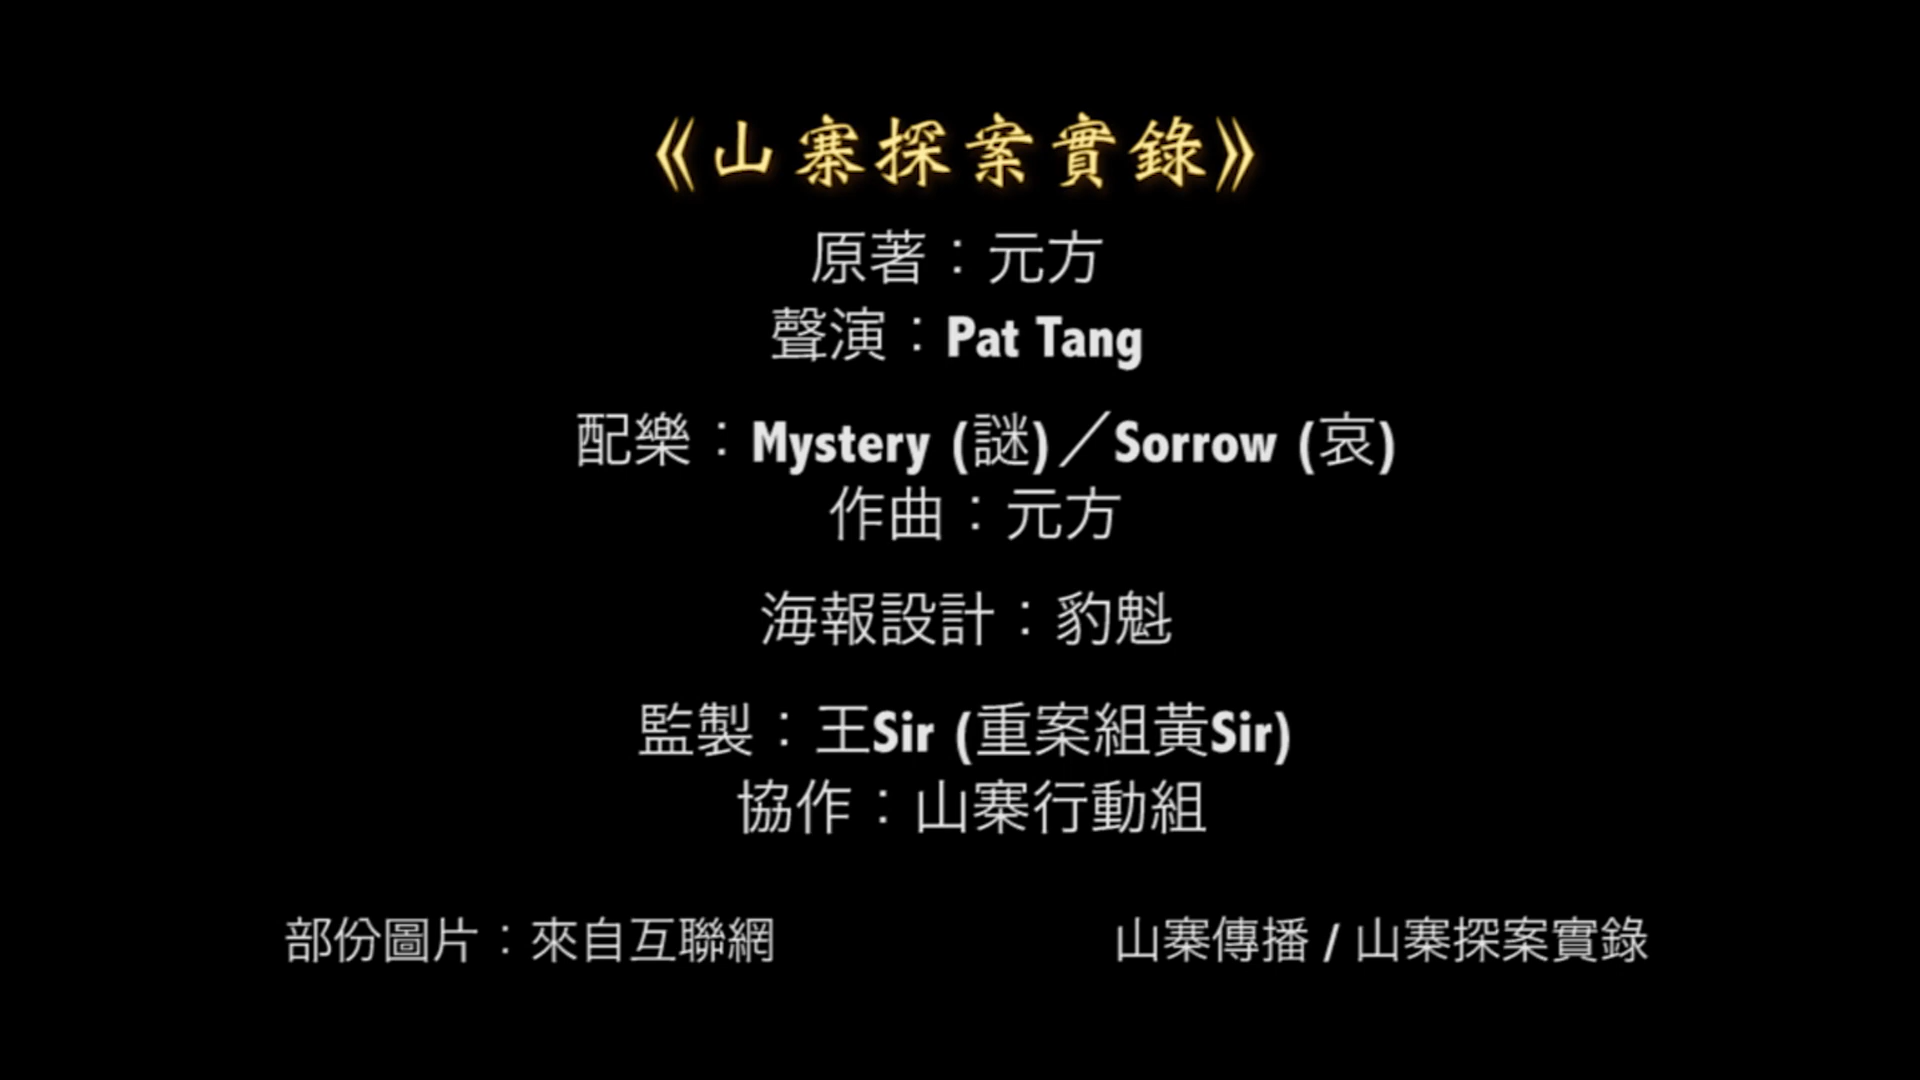 《山寨探案實錄》
原著：元方
聲演：Pat Tang
配樂：Mystery (謎)／Sorrow (哀)
作曲：元方
海報設計：豹魁
監製：王Sir (重案組黃Sir)
協作：山寨行動組
部份圖片：來自互聯網
山寨傳播 / 山寨探案實錄